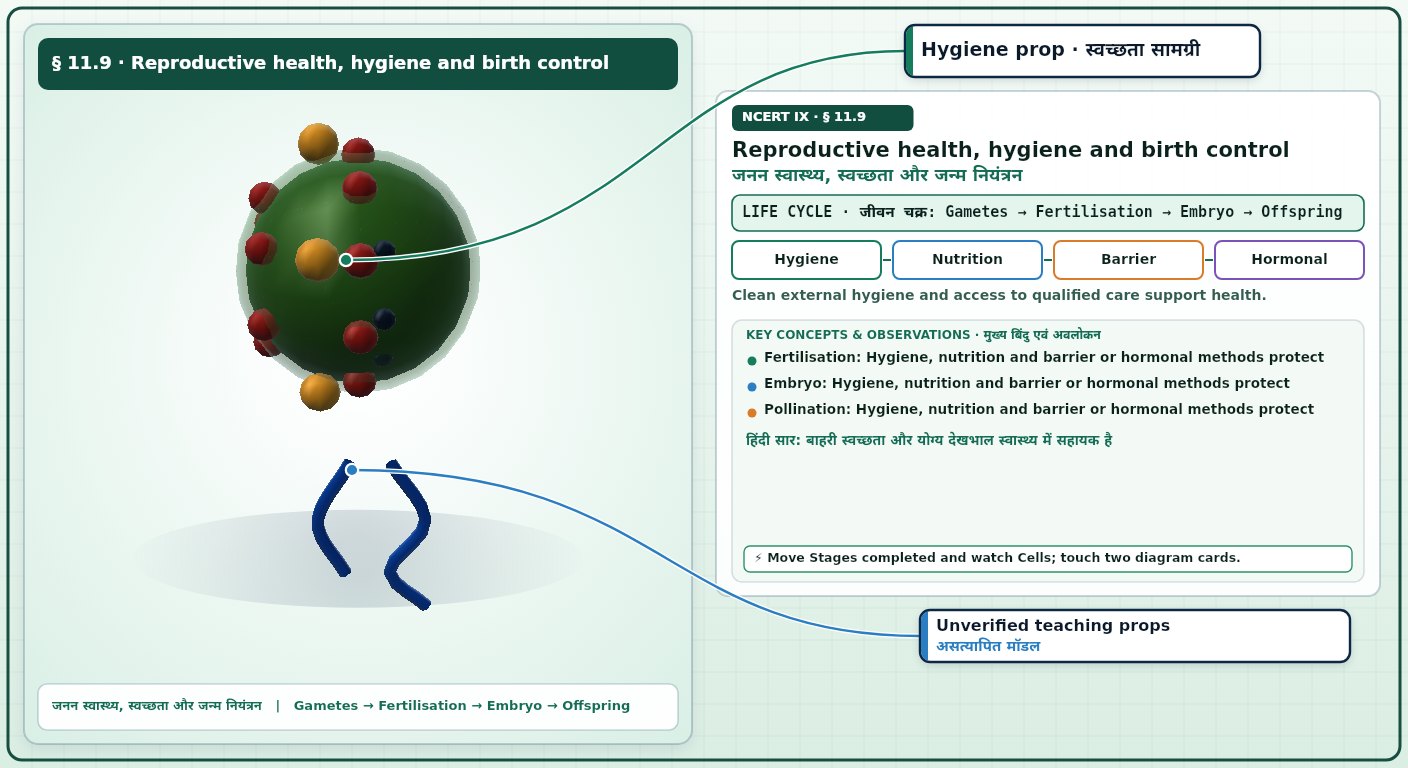 § 11.9 · Reproductive health, hygiene and birth control
Hygiene prop · स्वच्छता सामग्री
NCERT IX · § 11.9
Reproductive health, hygiene and birth control
जनन स्वास्थ्य, स्वच्छता और जन्म नियंत्रन
LIFE CYCLE · जीवन चक्र: Gametes → Fertilisation → Embryo → Offspring
Hygiene
Nutrition
Barrier
Hormonal
Clean external hygiene and access to qualified care support health.
KEY CONCEPTS & OBSERVATIONS · मुख्य बिंदु एवं अवलोकन
Fertilisation: Hygiene, nutrition and barrier or hormonal methods protect
Embryo: Hygiene, nutrition and barrier or hormonal methods protect
Pollination: Hygiene, nutrition and barrier or hormonal methods protect
हिंदी सार: बाहरी स्वच्छता और योग्य देखभाल स्वास्थ्य में सहायक है
⚡ Move Stages completed and watch Cells; touch two diagram cards.
Unverified teaching props
असत्यापित मॉडल
जनन स्वास्थ्य, स्वच्छता और जन्म नियंत्रन | Gametes → Fertilisation → Embryo → Offspring